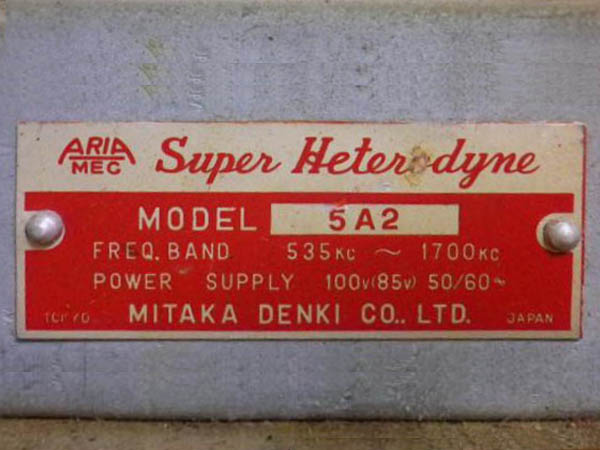 ARIA
MEC
Super Heterodyne
MODEL 5A2
FREQ. BAND 535KC ~ 1700KC
POWER SUPPLY 100V(85V) 50/60~
TOKYO MITAKA DENKI CO., LTD. JAPAN